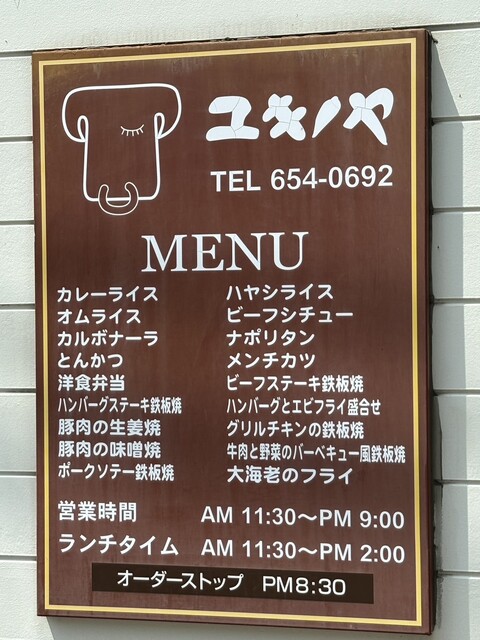 ユキノヤ
TEL 654-0692
MENU
カレーライス ハヤシライス
オムライス ビーフシチュー
カルボナーラ ナポリタン
とんかつ メンチカツ
洋食弁当 ビーフステーキ鉄板焼
ハンバーグステーキ鉄板焼 ハンバーグとエビフライ盛合せ
豚肉の生姜焼 グリルチキンの鉄板焼
豚肉の味噌焼 牛肉と野菜のバーベキュー風鉄板焼
ポークソテー鉄板焼 大海老のフライ
営業時間 AM 11:30〜PM 9:00
ランチタイム AM 11:30〜PM 2:00
オーダーストップ PM8:30